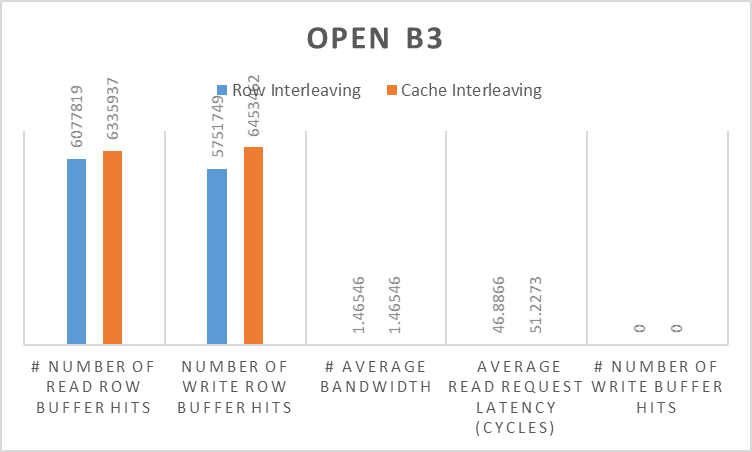 OPEN B3
Row Interleaving
Cache Interleaving
6077819
6335937
5751749
6453462
1.46546
1.46546
46.8866
51.2273
0
0
# NUMBER OF
READ ROW
BUFFER HITS
NUMBER OF
WRITE ROW
BUFFER HITS
# AVERAGE
BANDWIDTH
AVERAGE
READ REQUEST
LATENCY
(CYCLES)
# NUMBER OF
WRITE BUFFER
HITS